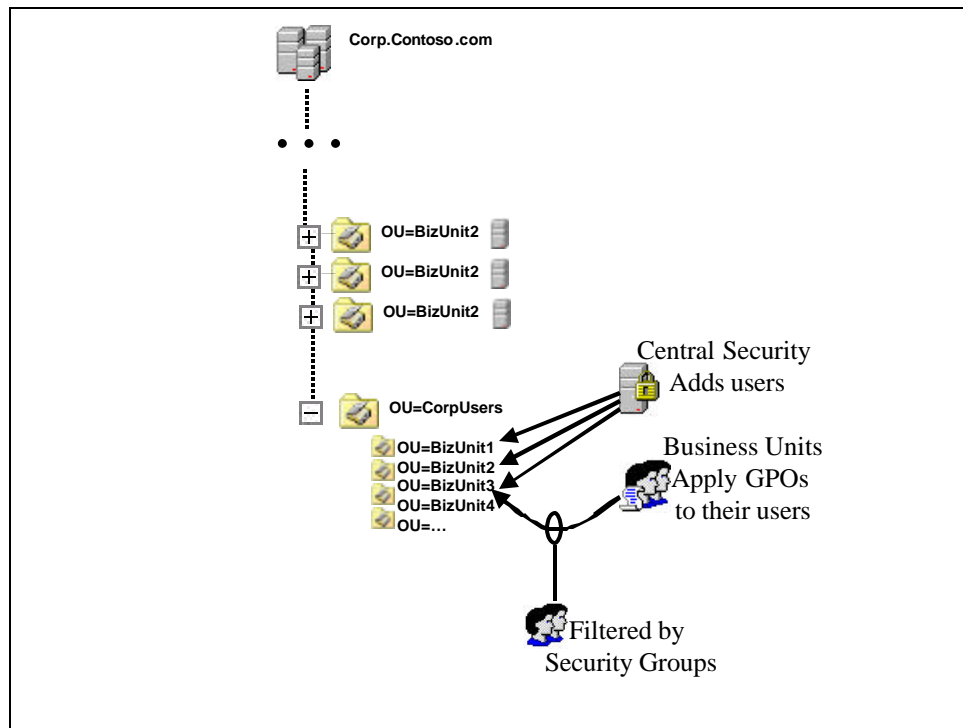 Corp.Contoso.com
• • •
OU=BizUnit2
OU=BizUnit2
OU=BizUnit2
Central Security
Adds users
OU=CorpUsers
OU=BizUnit1
OU=BizUnit2
OU=BizUnit3
OU=BizUnit4
OU=…
Business Units
Apply GPOs
to their users
Filtered by
Security Groups